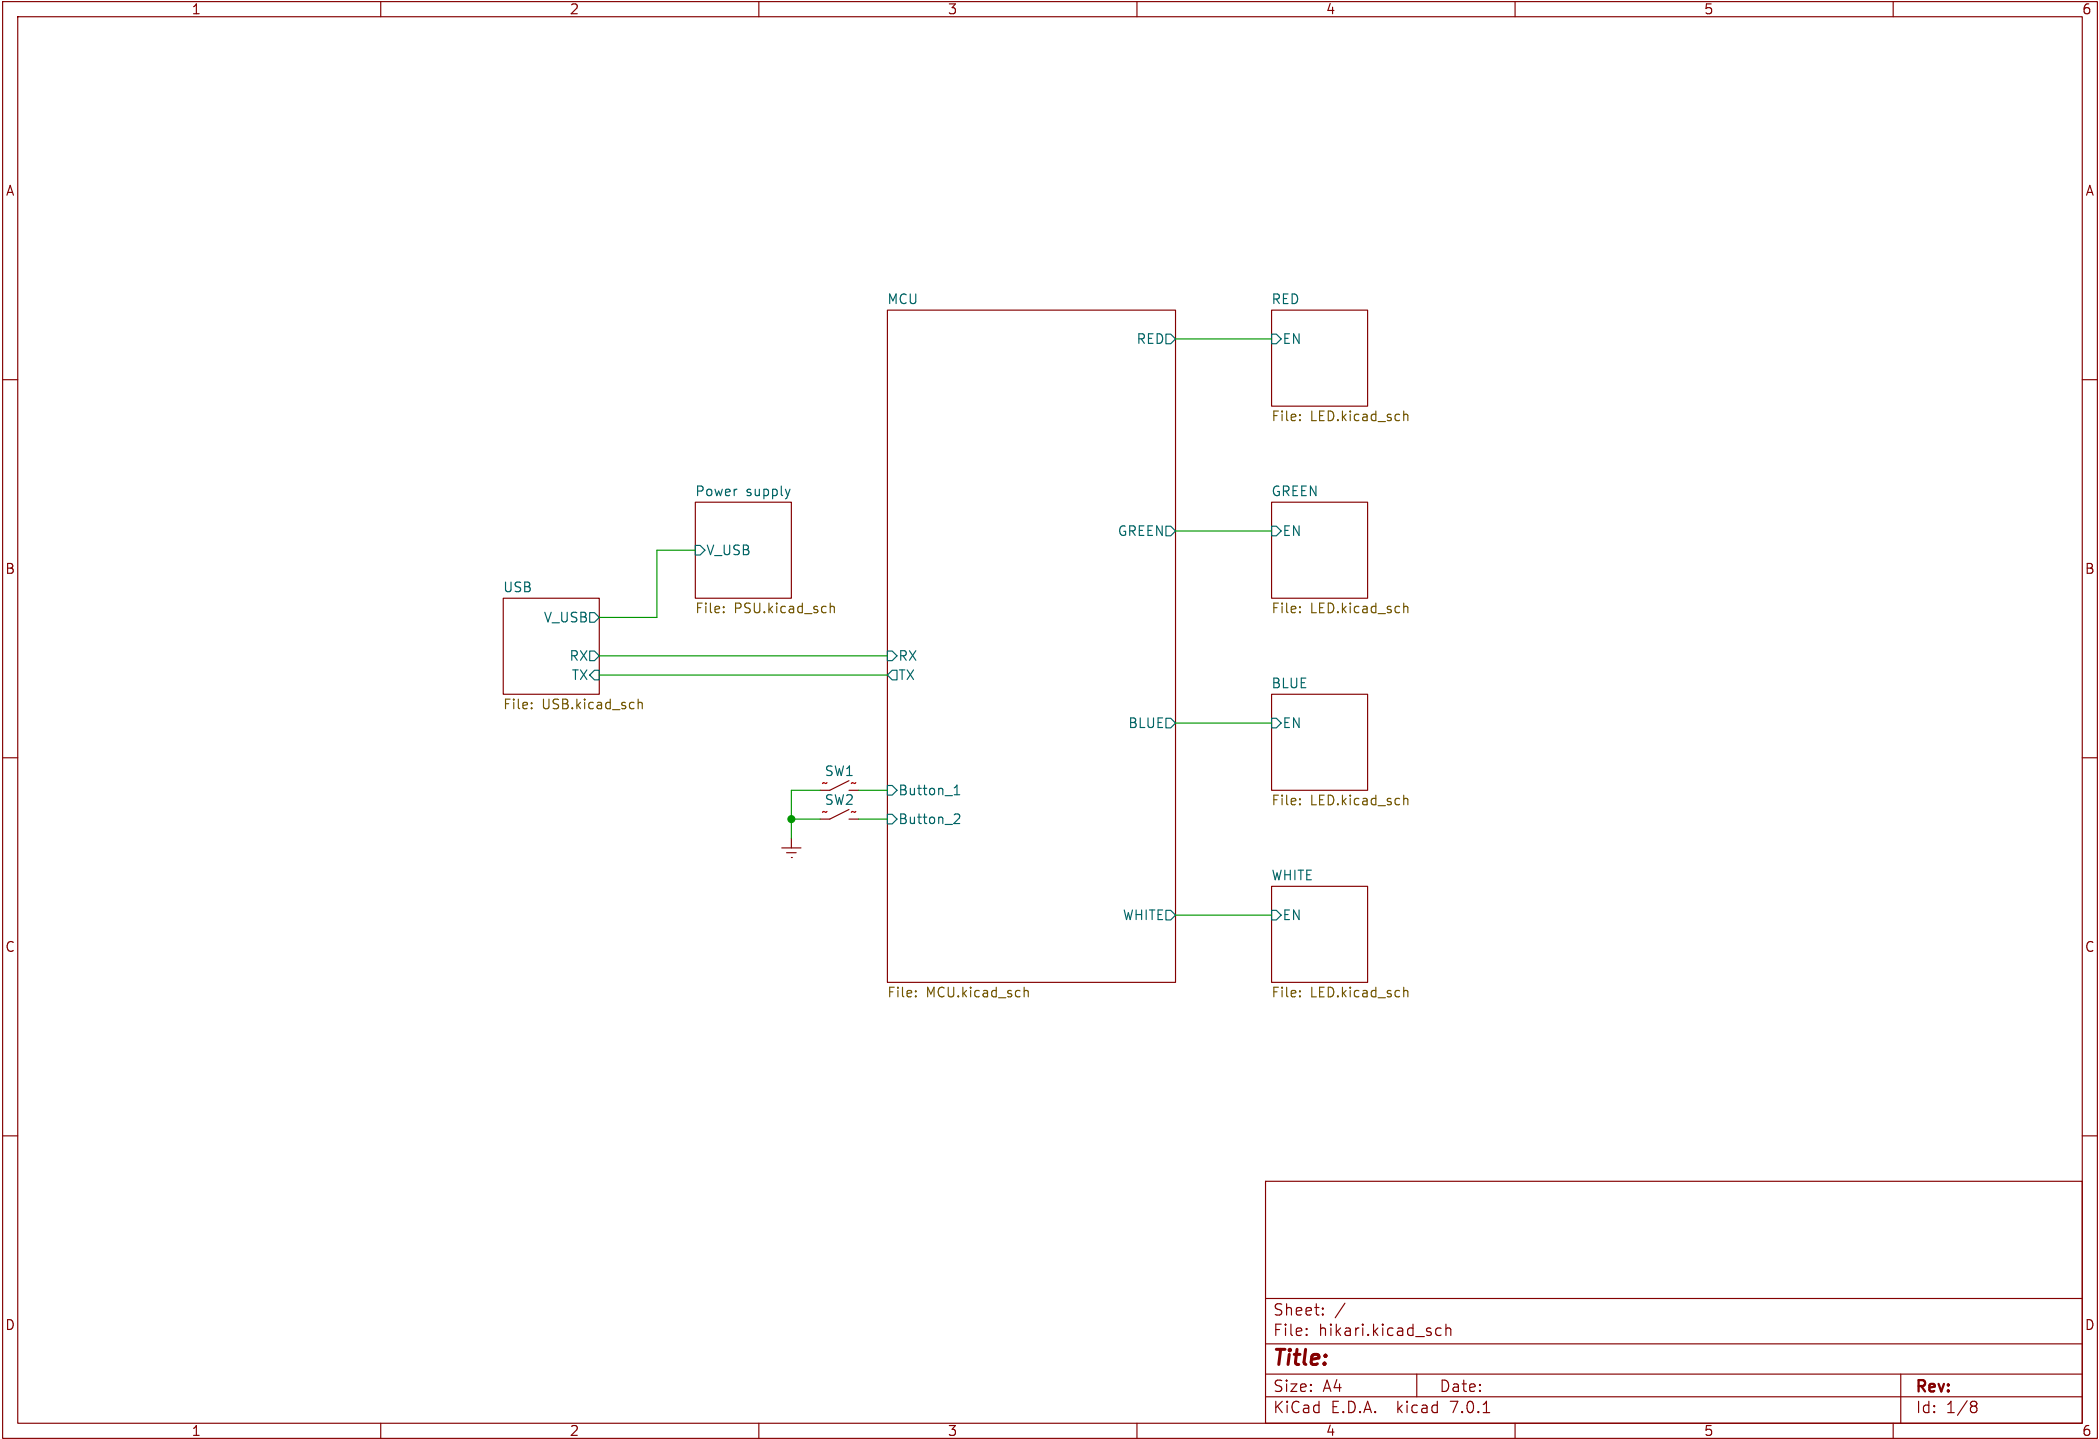 1 2 3 4 5 6
A A
B B
C C
D D
MCU
RED
RED
EN
File: LED.kicad_sch
Power supply
V_USB
File: PSU.kicad_sch
GREEN
GREEN
EN
File: LED.kicad_sch
USB
V_USB
RX
TX
File: USB.kicad_sch
RX
TX
BLUE
BLUE
EN
File: LED.kicad_sch
SW1
~ ~
Button_1
SW2
~ ~
Button_2
WHITE
WHITE
EN
File: MCU.kicad_sch
File: LED.kicad_sch
Sheet: /
File: hikari.kicad_sch
Title:
Size: A4 Date: Rev:
KiCad E.D.A. kicad 7.0.1 Id: 1/8
1 2 3 4 5 6